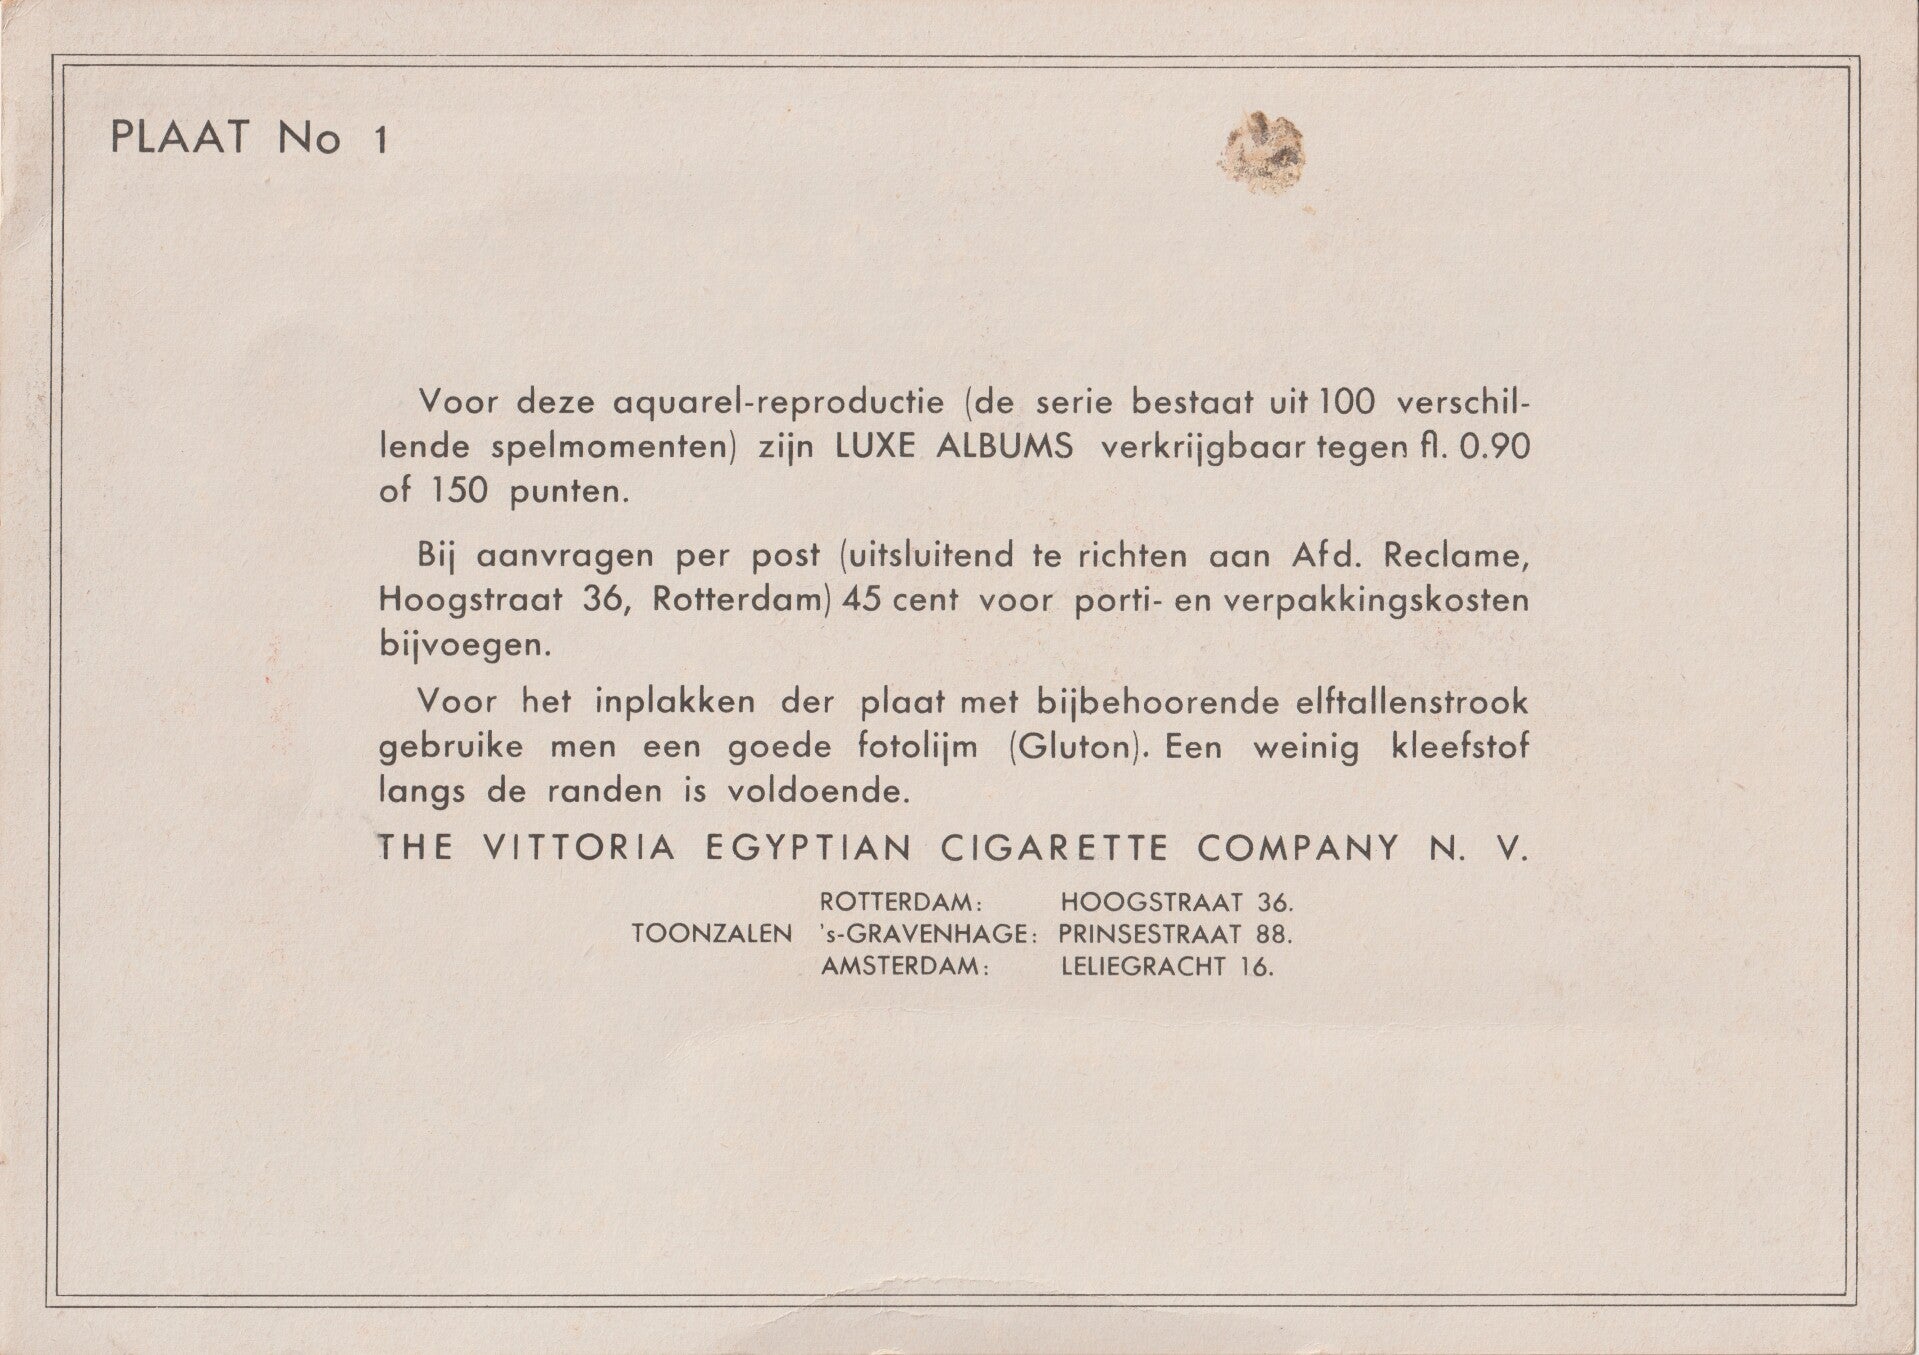 PLAAT No 1
Voor deze aquarel-reproductie (de serie bestaat uit 100 verschil-
lende spelmomenten) zijn LUXE ALBUMS verkrijgbaar tegen fl. 0.90
of 150 punten.
Bij aanvragen per post (uitsluitend te richten aan Afd. Reclame,
Hoogstraat 36, Rotterdam) 45 cent voor porti- en verpakkingskosten
bijvoegen.
Voor het inplakken der plaat met bijbehoorende elftallenstrook
gebruike men een goede fotolijm (Gluton). Een weinig kleefstof
langs de randen is voldoende.
THE VITTORIA EGYPTIAN CIGARETTE COMPANY N. V.
ROTTERDAM: HOOGSTRAAT 36.
TOONZALEN 's-GRAVENHAGE: PRINSESTRAAT 88.
AMSTERDAM: LELIEGRACHT 16.